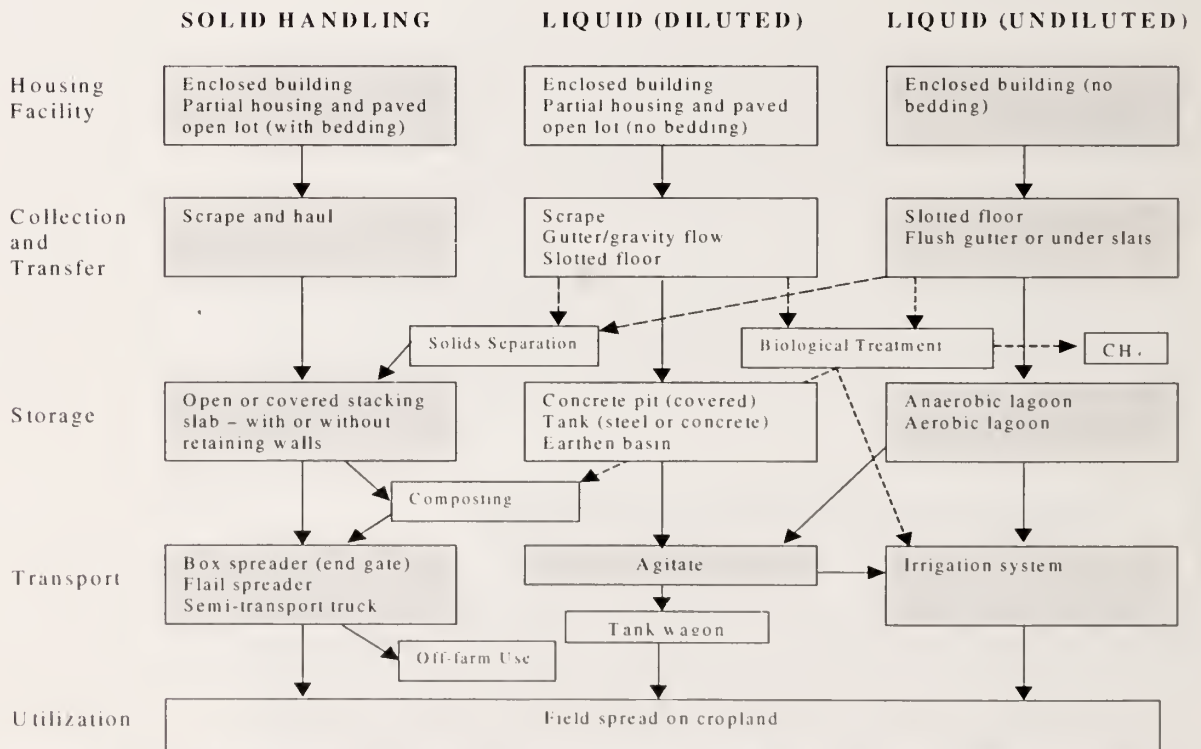 SOLID HANDLING
LIQUID (DILUTED)
LIQUID (UNDILUTED)
Housing
Facility
Enclosed building
Partial housing and paved
open lot (with bedding)
Enclosed building
Partial housing and paved
open lot (no bedding)
Enclosed building (no
bedding)
Collection
and
Transfer
Scrape and haul
Scrape
Gutter/gravity flow
Slotted floor
Slotted floor
Flush gutter or under slats
Solids Separation
Biological Treatment
CH
Storage
Open or covered stacking
slab – with or without
retaining walls
Concrete pit (covered)
Tank (steel or concrete)
Earthen basin
Anaerobic lagoon
Aerobic lagoon
Composting
Transport
Box spreader (end gate)
Flail spreader
Semi-transport truck
Agitate
Irrigation system
Tank wagon
Off-farm Use
Utilization
Field spread on cropland